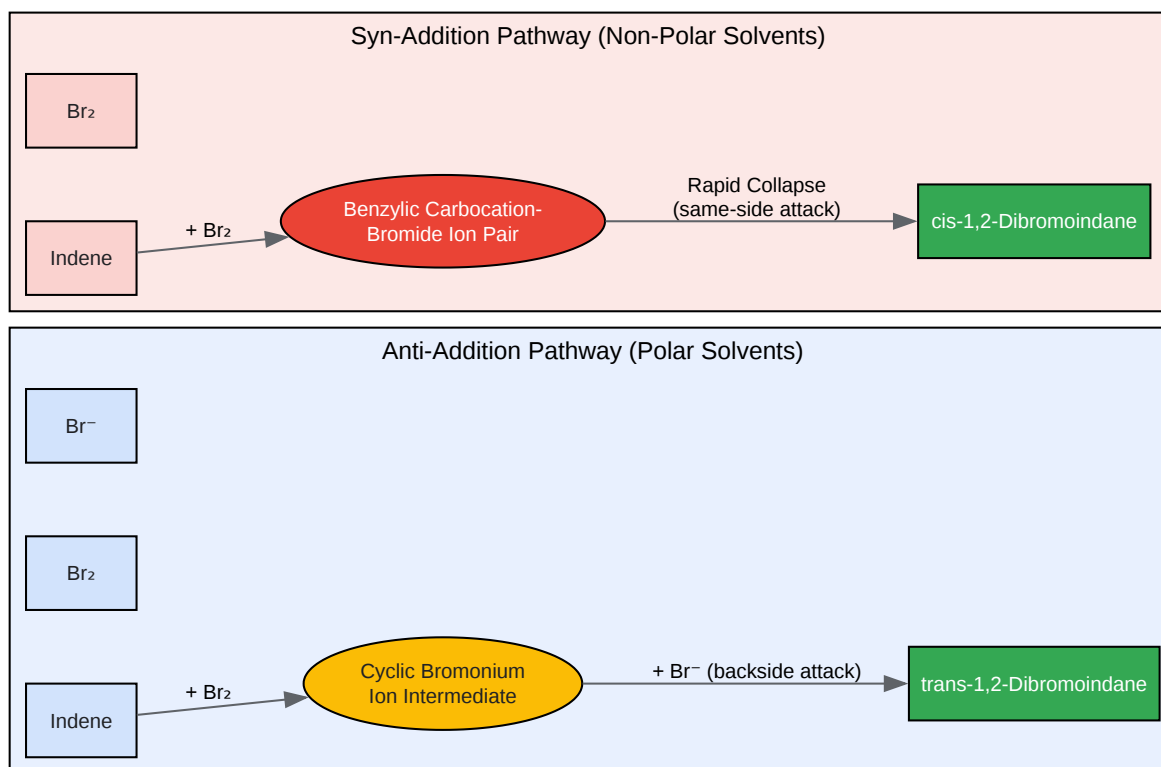 Syn-Addition Pathway (Non-Polar Solvents)
Br₂
Indene
+ Br₂
Benzylic Carbocation-
Bromide Ion Pair
Rapid Collapse
(same-side attack)
cis-1,2-Dibromoindane
Anti-Addition Pathway (Polar Solvents)
Br⁻
Br₂
Indene
+ Br₂
Cyclic Bromonium
Ion Intermediate
+ Br⁻ (backside attack)
trans-1,2-Dibromoindane